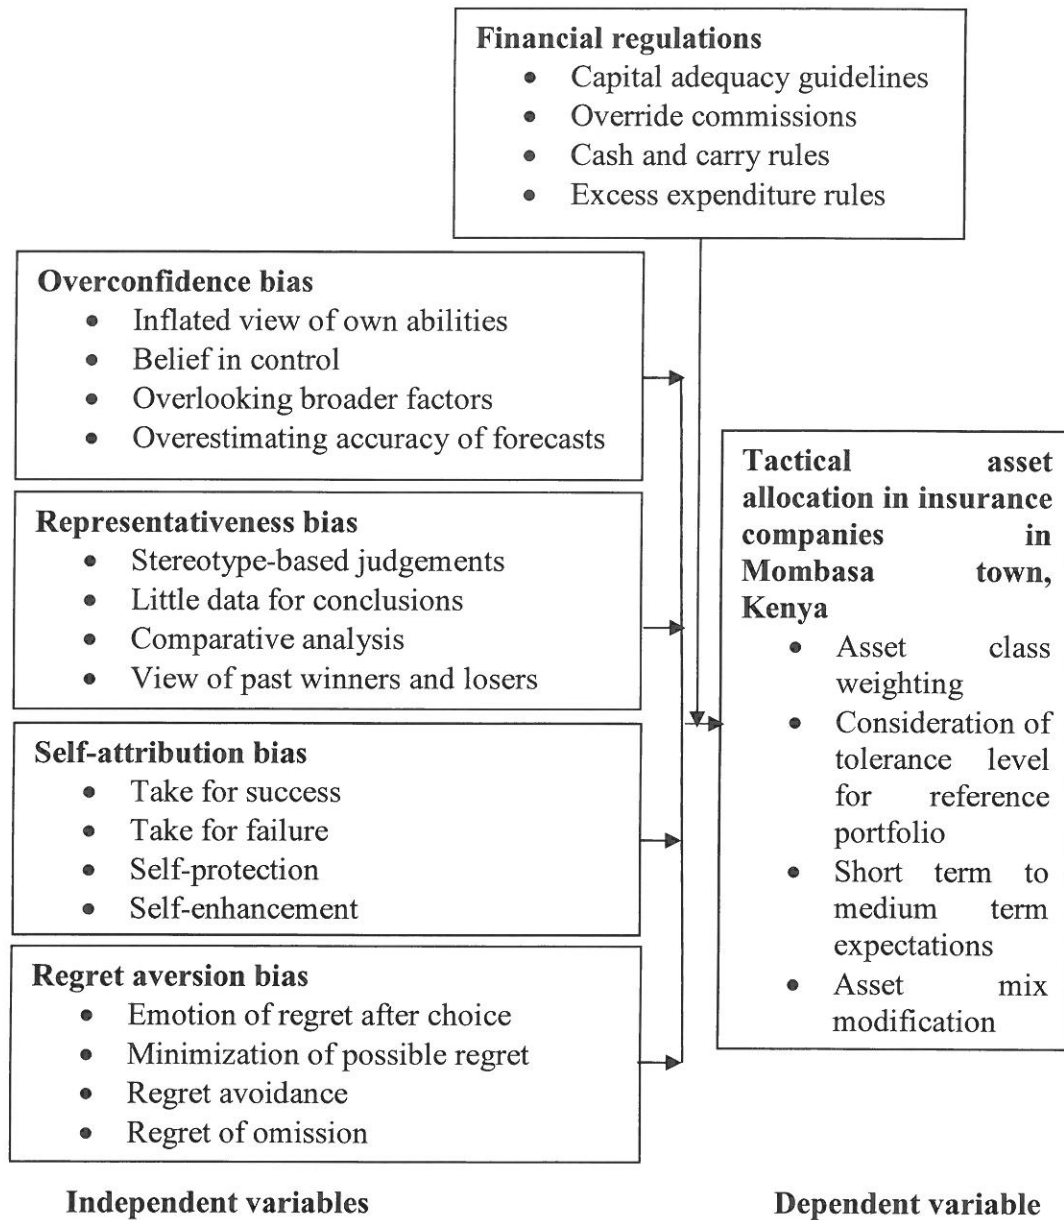 Financial regulations
• Capital adequacy guidelines
• Override commissions
• Cash and carry rules
• Excess expenditure rules
Overconfidence bias
• Inflated view of own abilities
• Belief in control
• Overlooking broader factors
• Overestimating accuracy of forecasts
Representativeness bias
• Stereotype-based judgements
• Little data for conclusions
• Comparative analysis
• View of past winners and losers
Self-attribution bias
• Take for success
• Take for failure
• Self-protection
• Self-enhancement
Regret aversion bias
• Emotion of regret after choice
• Minimization of possible regret
• Regret avoidance
• Regret of omission
Tactical asset
allocation in insurance
companies in
Mombasa town,
Kenya
• Asset class
weighting
• Consideration of
tolerance level
for reference
portfolio
• Short term to
medium term
expectations
• Asset mix
modification
Independent variables
Dependent variable